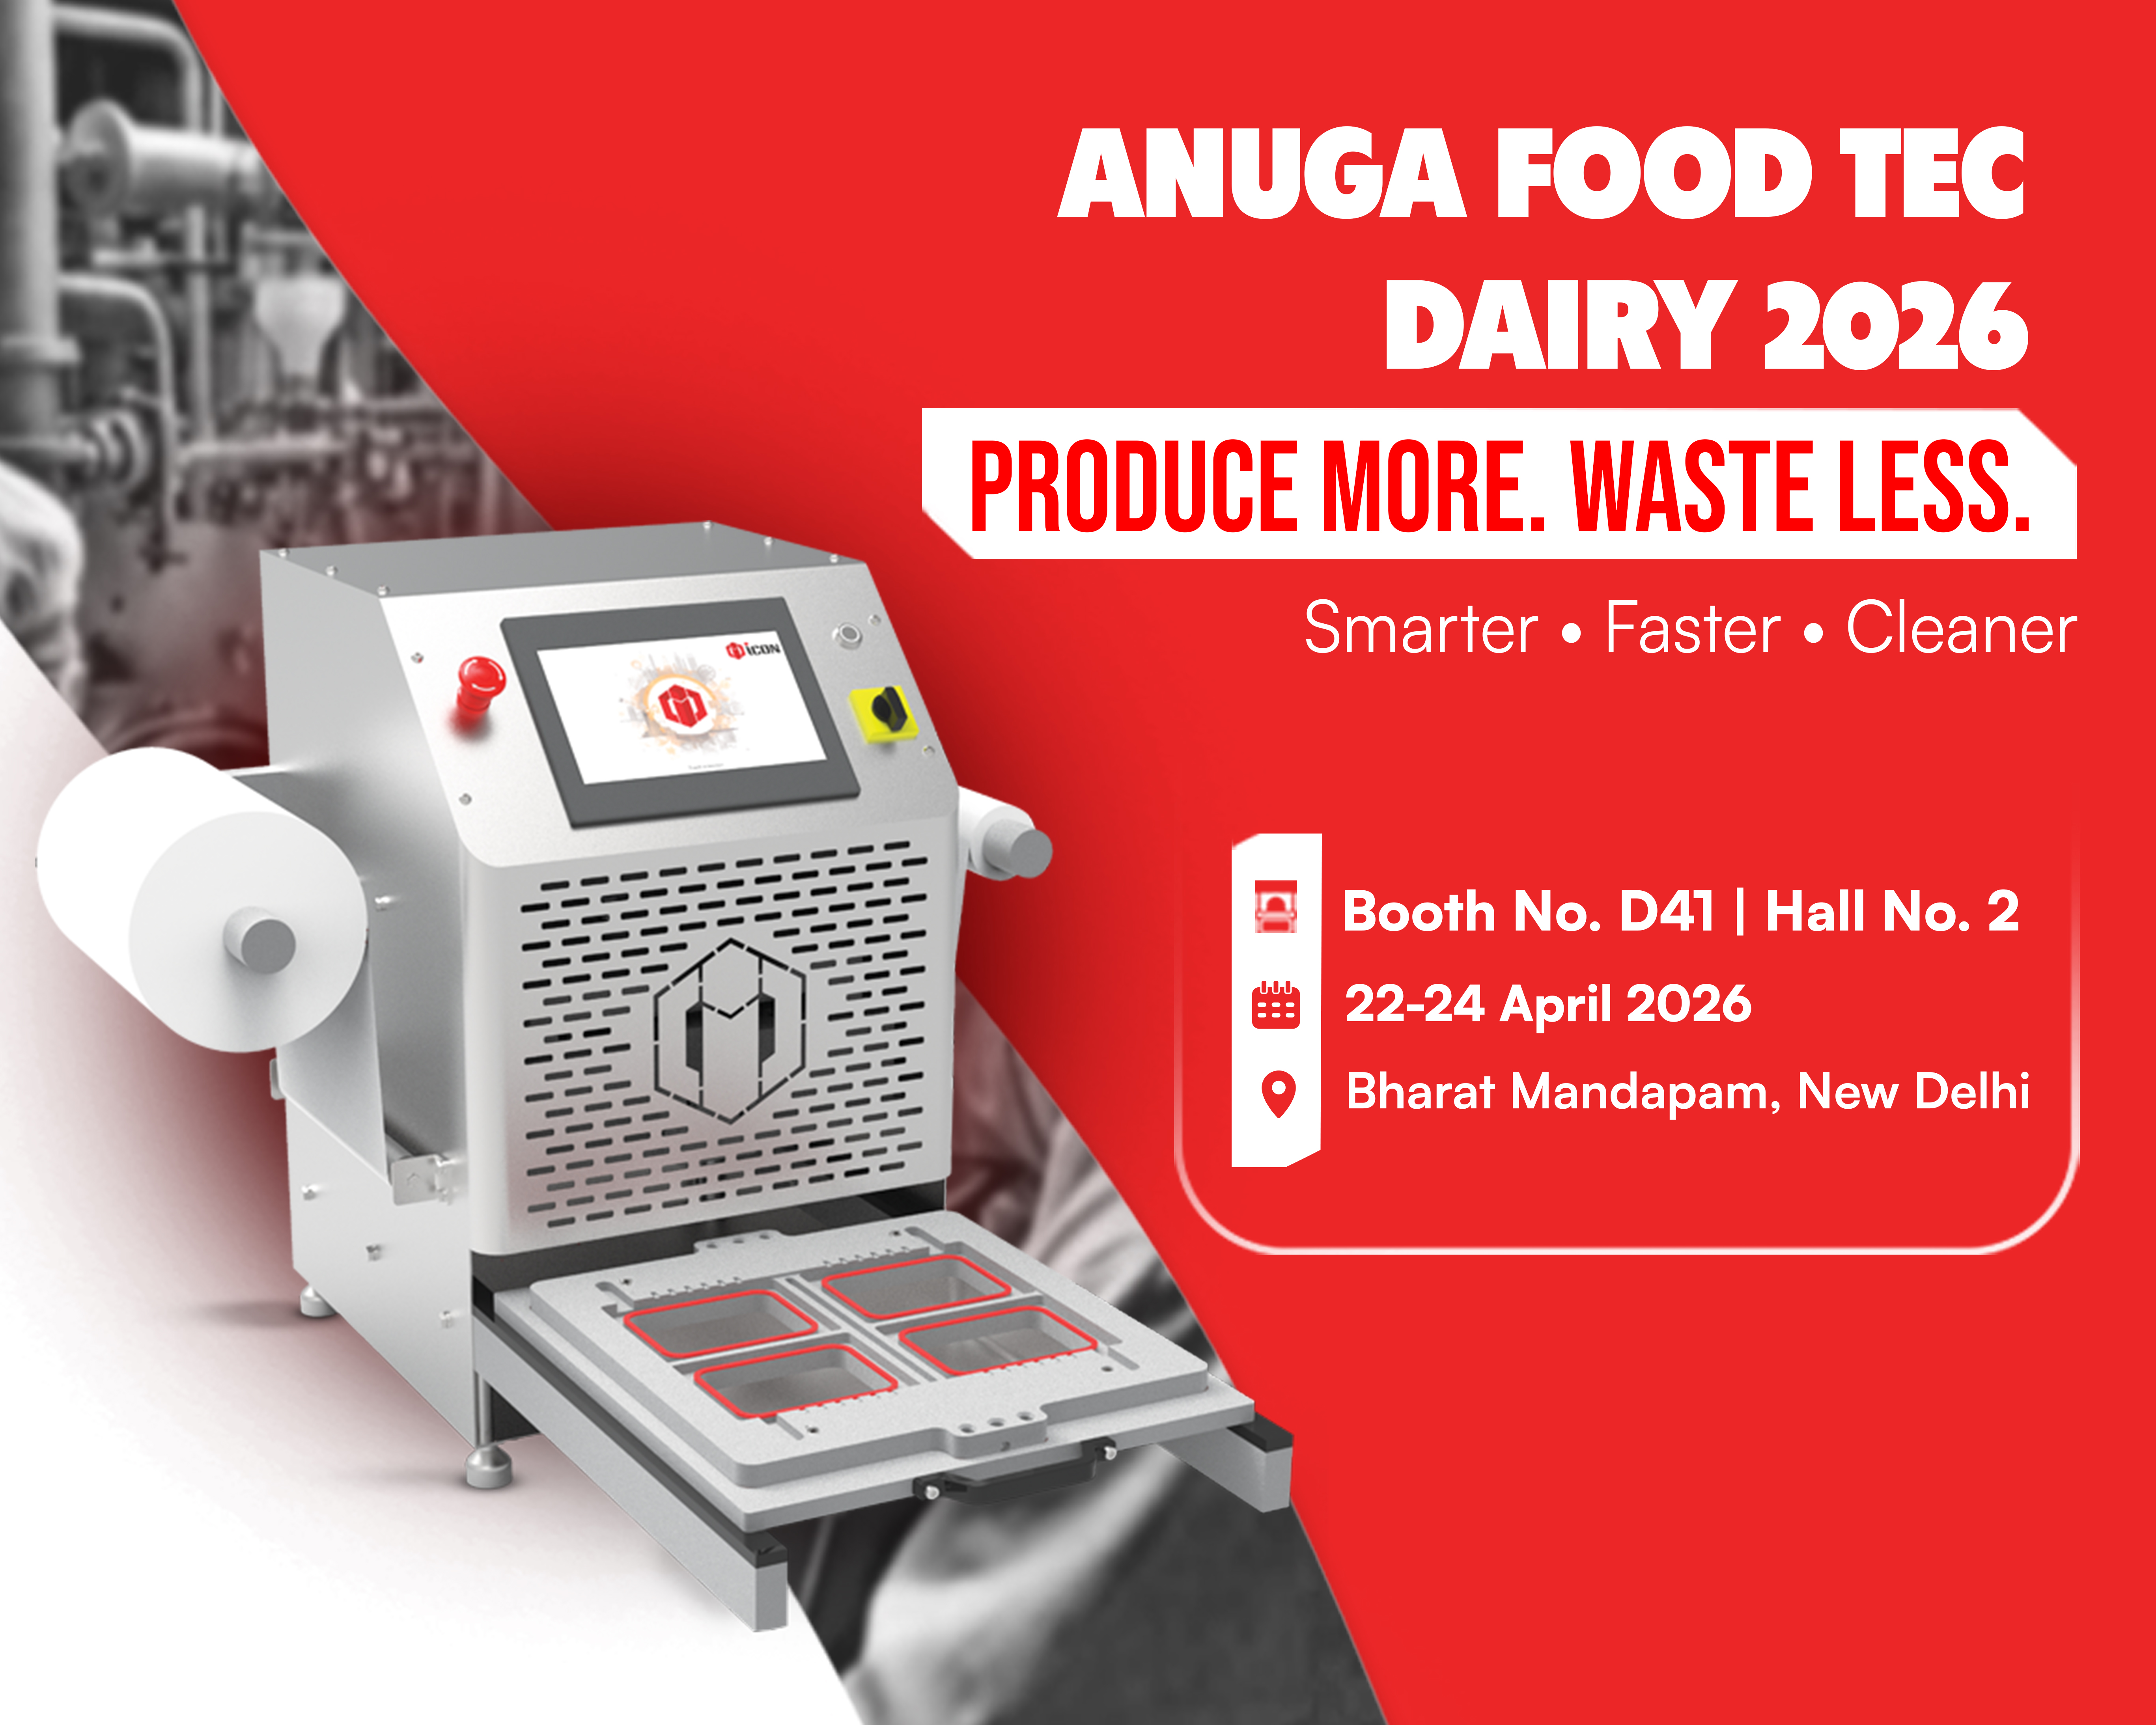 ANUGA FOOD TEC
DAIRY 2026
PRODUCE MORE. WASTE LESS.
Smarter • Faster • Cleaner
iCON
Booth No. D41 | Hall No. 2
22-24 April 2026
Bharat Mandapam, New Delhi